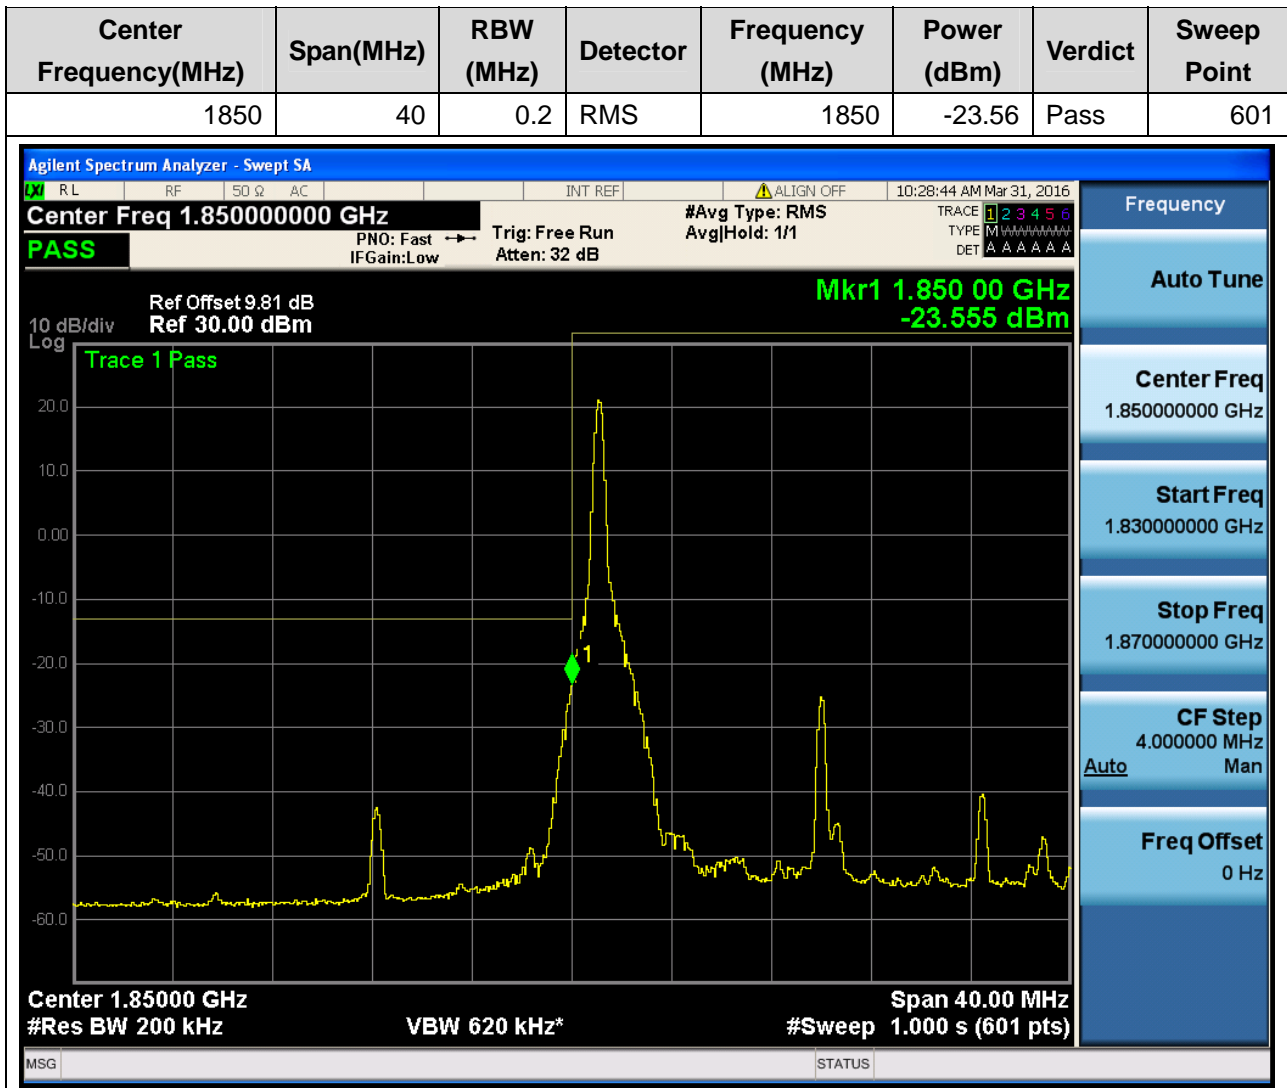 Center Frequency(MHz) Span(MHz) RBW (MHz) Detector Frequency (MHz) Power (dBm) Verdict Sweep Point
1850 40 0.2 RMS 1850 -23.56 Pass 601
Agilent Spectrum Analyzer - Swept SA
LXI RL RF 50 Ω AC INT REF ALIGN OFF 10:28:44 AM Mar 31, 2016
Center Freq 1.850000000 GHz
PASS
PNO: Fast
IFGain:Low
Trig: Free Run
Atten: 32 dB
#Avg Type: RMS
Avg|Hold: 1/1
TRACE 1 2 3 4 5 6
TYPE M WWWWW
DET A A A A A A
Ref Offset 9.81 dB
10 dB/div Ref 30.00 dBm
Log
Mkr1 1.850 00 GHz
-23.555 dBm
Trace 1 Pass
20.0
10.0
0.00
-10.0
-20.0
-30.0
-40.0
-50.0
-60.0
1
Center 1.85000 GHz Span 40.00 MHz
#Res BW 200 kHz VBW 620 kHz* #Sweep 1.000 s (601 pts)
MSG STATUS
Frequency
Auto Tune
Center Freq
1.850000000 GHz
Start Freq
1.830000000 GHz
Stop Freq
1.870000000 GHz
CF Step
4.000000 MHz
Auto Man
Freq Offset
0 Hz